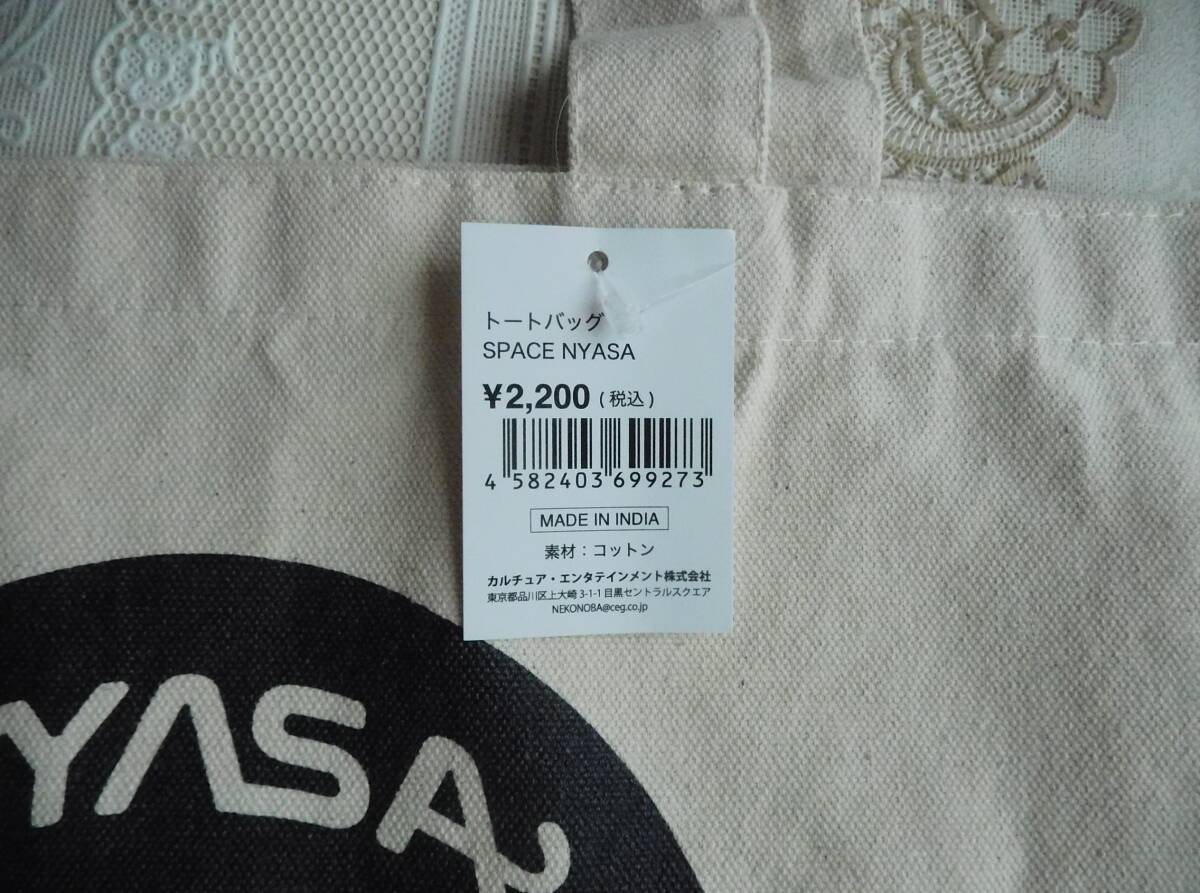 トートバッグ
SPACE NYASA
¥2,200 (税込)
4 582403 699273
MADE IN INDIA
素材：コットン
カルチュア・エンタテインメント株式会社
東京都品川区上大崎 3-1-1 目黒セントラルスクエア
NEKONOBA@ceg.co.jp
YASA